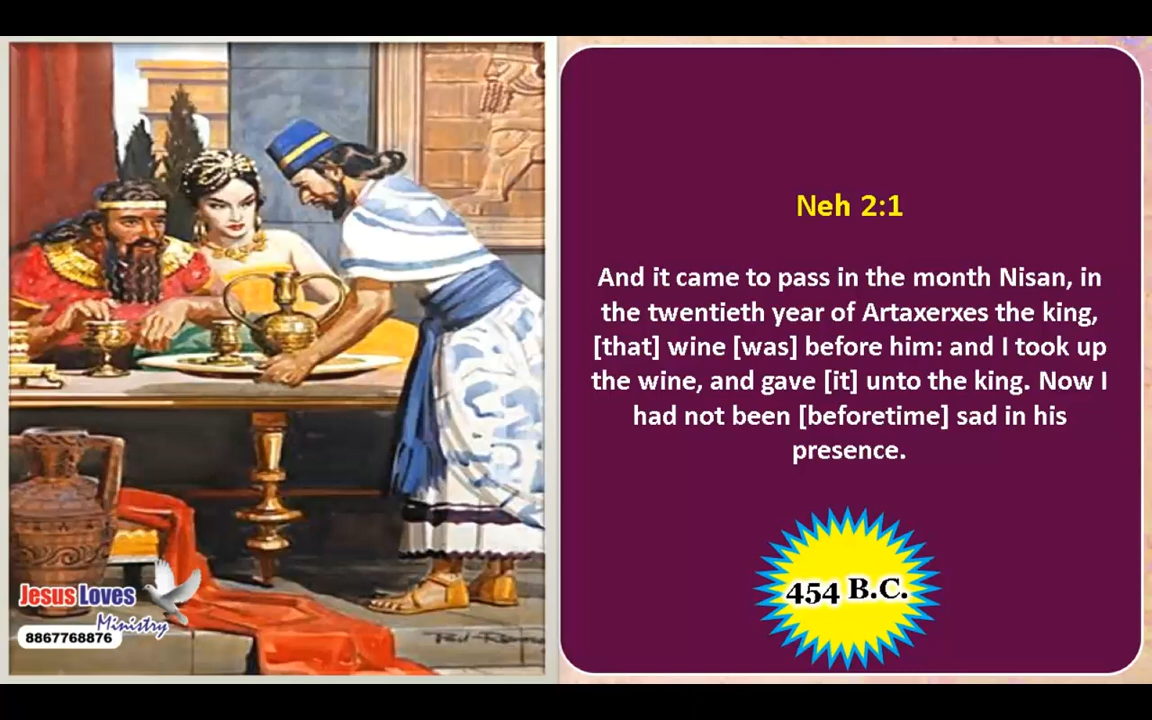 Neh 2:1
And it came to pass in the month Nisan, in
the twentieth year of Artaxerxes the king,
[that] wine [was] before him: and I took up
the wine, and gave [it] unto the king. Now I
had not been [beforetime] sad in his
presence.
454 B.C.
Jesus Loves
Ministry
8867768876